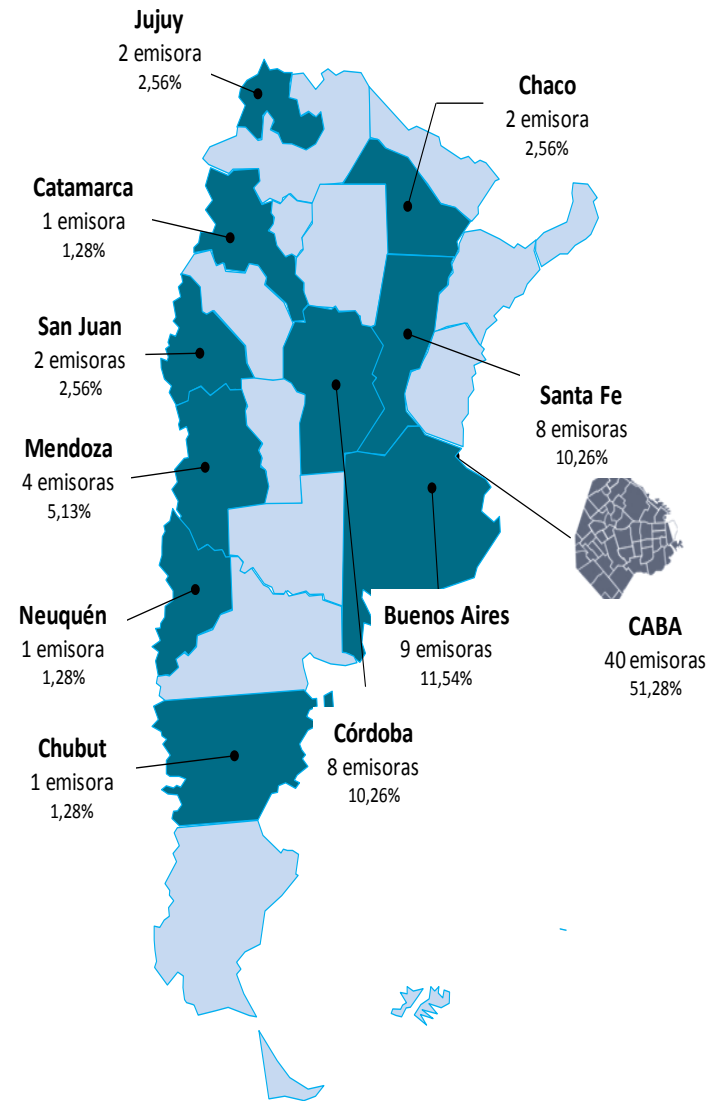 Jujuy
2 emisora
2,56%
Chaco
2 emisora
2,56%
Catamarca
1 emisora
1,28%
San Juan
2 emisoras
2,56%
Santa Fe
8 emisoras
10,26%
Mendoza
4 emisoras
5,13%
Neuquén
1 emisora
1,28%
Buenos Aires
9 emisoras
11,54%
CABA
40 emisoras
51,28%
Chubut
1 emisora
1,28%
Córdoba
8 emisoras
10,26%